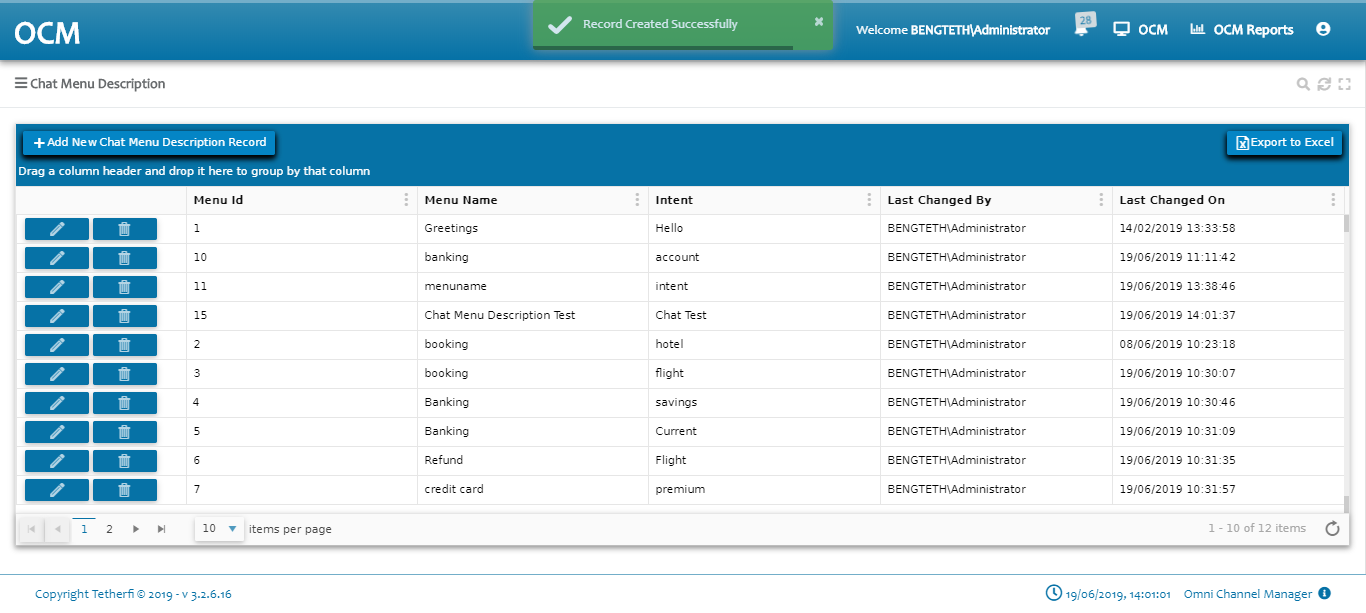 OCM
Record Created Successfully
Welcome BENGTETH\Administrator
28
OCM
OCM Reports
Chat Menu Description
Add New Chat Menu Description Record
Export to Excel
Drag a column header and drop it here to group by that column
Menu Id Menu Name Intent Last Changed By Last Changed On
1 Greetings Hello BENGTETH\Administrator 14/02/2019 13:33:58
10 banking account BENGTETH\Administrator 19/06/2019 11:11:42
11 menuname intent BENGTETH\Administrator 19/06/2019 13:38:46
15 Chat Menu Description Test Chat Test BENGTETH\Administrator 19/06/2019 14:01:37
2 booking hotel BENGTETH\Administrator 08/06/2019 10:23:18
3 booking flight BENGTETH\Administrator 19/06/2019 10:30:07
4 Banking savings BENGTETH\Administrator 19/06/2019 10:30:46
5 Banking Current BENGTETH\Administrator 19/06/2019 10:31:09
6 Refund Flight BENGTETH\Administrator 19/06/2019 10:31:35
7 credit card premium BENGTETH\Administrator 19/06/2019 10:31:57
1 2 10 items per page 1 - 10 of 12 items
Copyright Tetherfi © 2019 - v 3.2.6.16 19/06/2019, 14:01:01 Omni Channel Manager